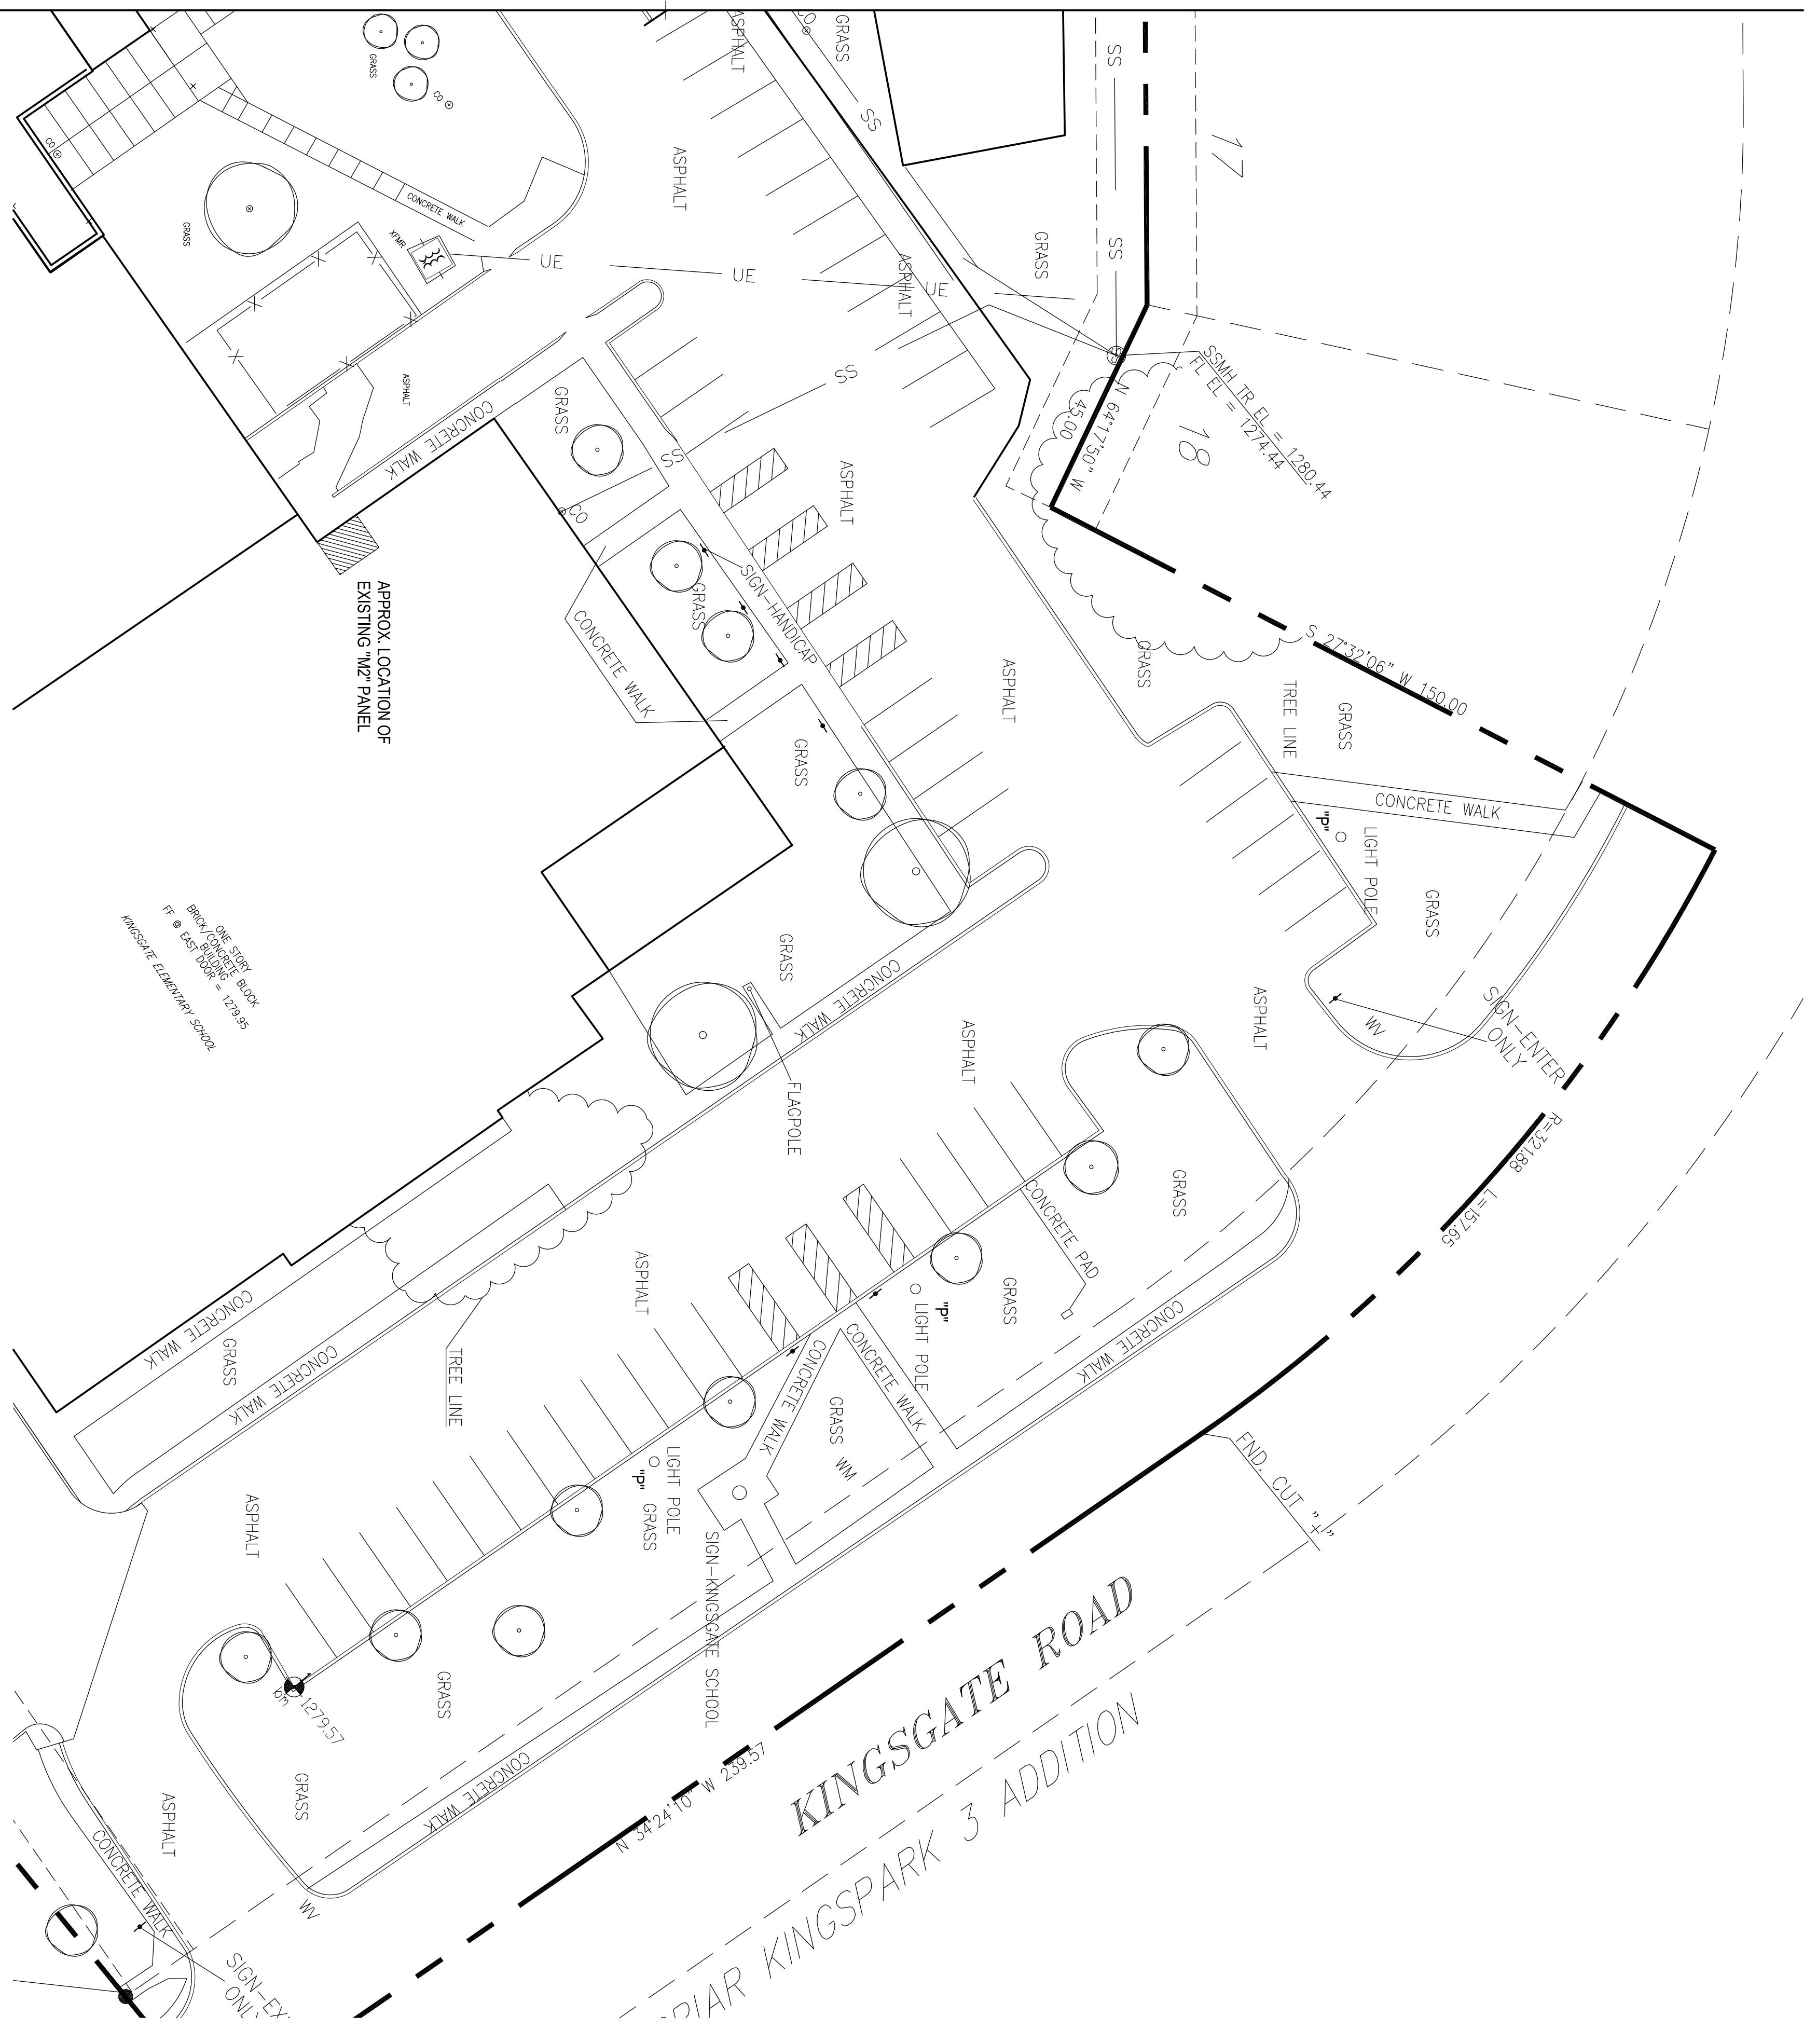 ASPHALT
CO
GRASS
SS
GRASS
CO
SS
17
CO
ASPHALT
CONCRETE WALK
GRASS
XFMR
UE
UE
UE
ASPHALT
GRASS
SS
SSMH TR EL = 1280.44
FL EL = 1274.44
N 64°17'50" W
45.00
18
ASPHALT
CONCRETE
WALK
GRASS
SS
SS
CO
ASPHALT
APPROX. LOCATION OF
EXISTING "M2" PANEL
SIGN-HANDICAP
GRASS
CONCRETE WALK
ASPHALT
GRASS
S 27°32'06" W 150.00
TREE LINE
GRASS
GRASS
CONCRETE WALK
"P"
LIGHT POLE
GRASS
ONE STORY
BRICK/CONCRETE BLOCK
BUILDING
FF @ EAST DOOR = 1279.95
KINGSGATE ELEMENTARY SCHOOL
GRASS
CONCRETE
WALK
FLAGPOLE
ASPHALT
ASPHALT
WV
SIGN-ENTER
ONLY
R=321.88
L=157.65
GRASS
CONCRETE PAD
GRASS
"P"
LIGHT POLE
ASPHALT
CONCRETE
WALK
CONCRETE WALK
CONCRETE
WALK
GRASS
WM
CONCRETE
WALK
GRASS
CONCRETE
WALK
TREE LINE
FND. CUT "+"
LIGHT POLE
"P"
GRASS
SIGN-KINGSGATE SCHOOL
ASPHALT
KINGSGATE ROAD
KINGSPARK 3 ADDITION
bm
1279.57
GRASS
GRASS
CONCRETE
WALK
N 34°24'10" W 239.57
ASPHALT
CONCRETE WALK
WV